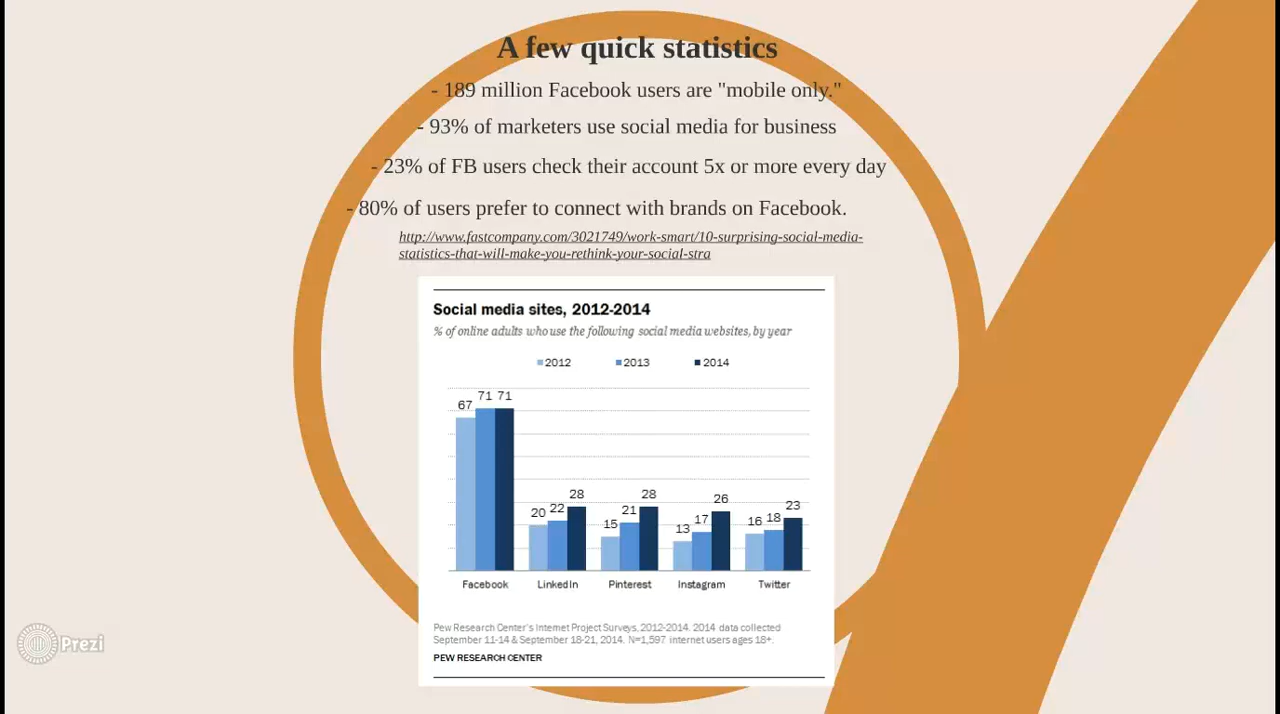 A few quick statistics
- 189 million Facebook users are "mobile only."
- 93% of marketers use social media for business
- 23% of FB users check their account 5x or more every day
- 80% of users prefer to connect with brands on Facebook.
http://www.fastcompany.com/3021749/work-smart/10-surprising-social-media-
statistics-that-will-make-you-rethink-your-social-stra
Social media sites, 2012-2014
% of online adults who use the following social media websites, by year
2012 2013 2014
67 71 71
20 22 28
15 21 28
13 17 26
16 18 23
Facebook LinkedIn Pinterest Instagram Twitter
Pew Research Center's Internet Project Surveys, 2012-2014. 2014 data collected
September 11-14 & September 18-21, 2014. N=1,597 internet users ages 18+.
PEW RESEARCH CENTER
Prezi